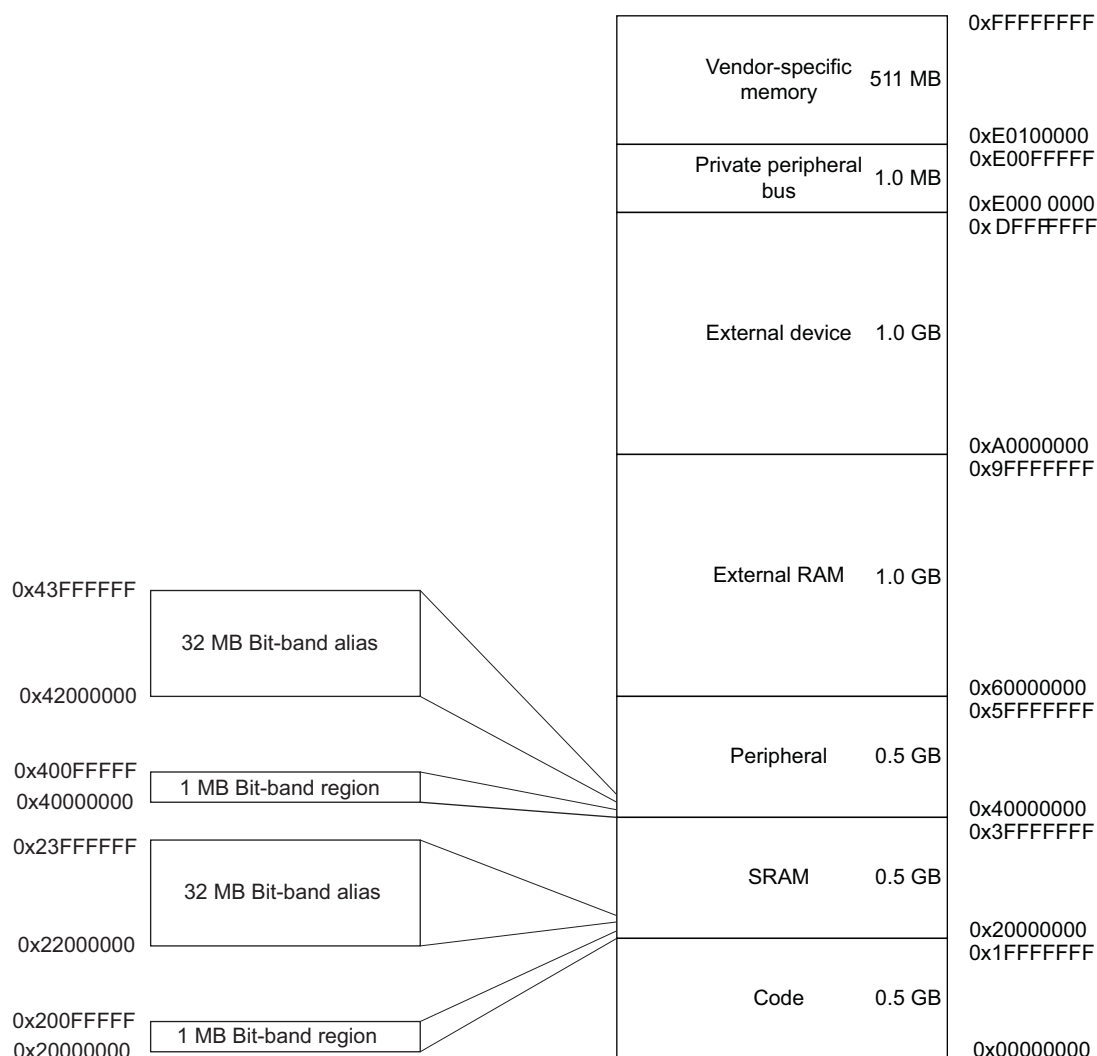 0xFFFFFFFF
Vendor-specific
memory
511 MB
0xE0100000
0xE00FFFFF
Private peripheral
bus
1.0 MB
0xE000 0000
0x DFFFFFFF
External device
1.0 GB
0xA0000000
0x9FFFFFFF
External RAM
1.0 GB
0x60000000
0x5FFFFFFF
Peripheral
0.5 GB
0x40000000
0x3FFFFFFF
SRAM
0.5 GB
0x20000000
0x1FFFFFFF
Code
0.5 GB
0x00000000
0x43FFFFFF
32 MB Bit-band alias
0x42000000
0x400FFFFF
1 MB Bit-band region
0x40000000
0x23FFFFFF
32 MB Bit-band alias
0x22000000
0x200FFFFF
1 MB Bit-band region
0x20000000